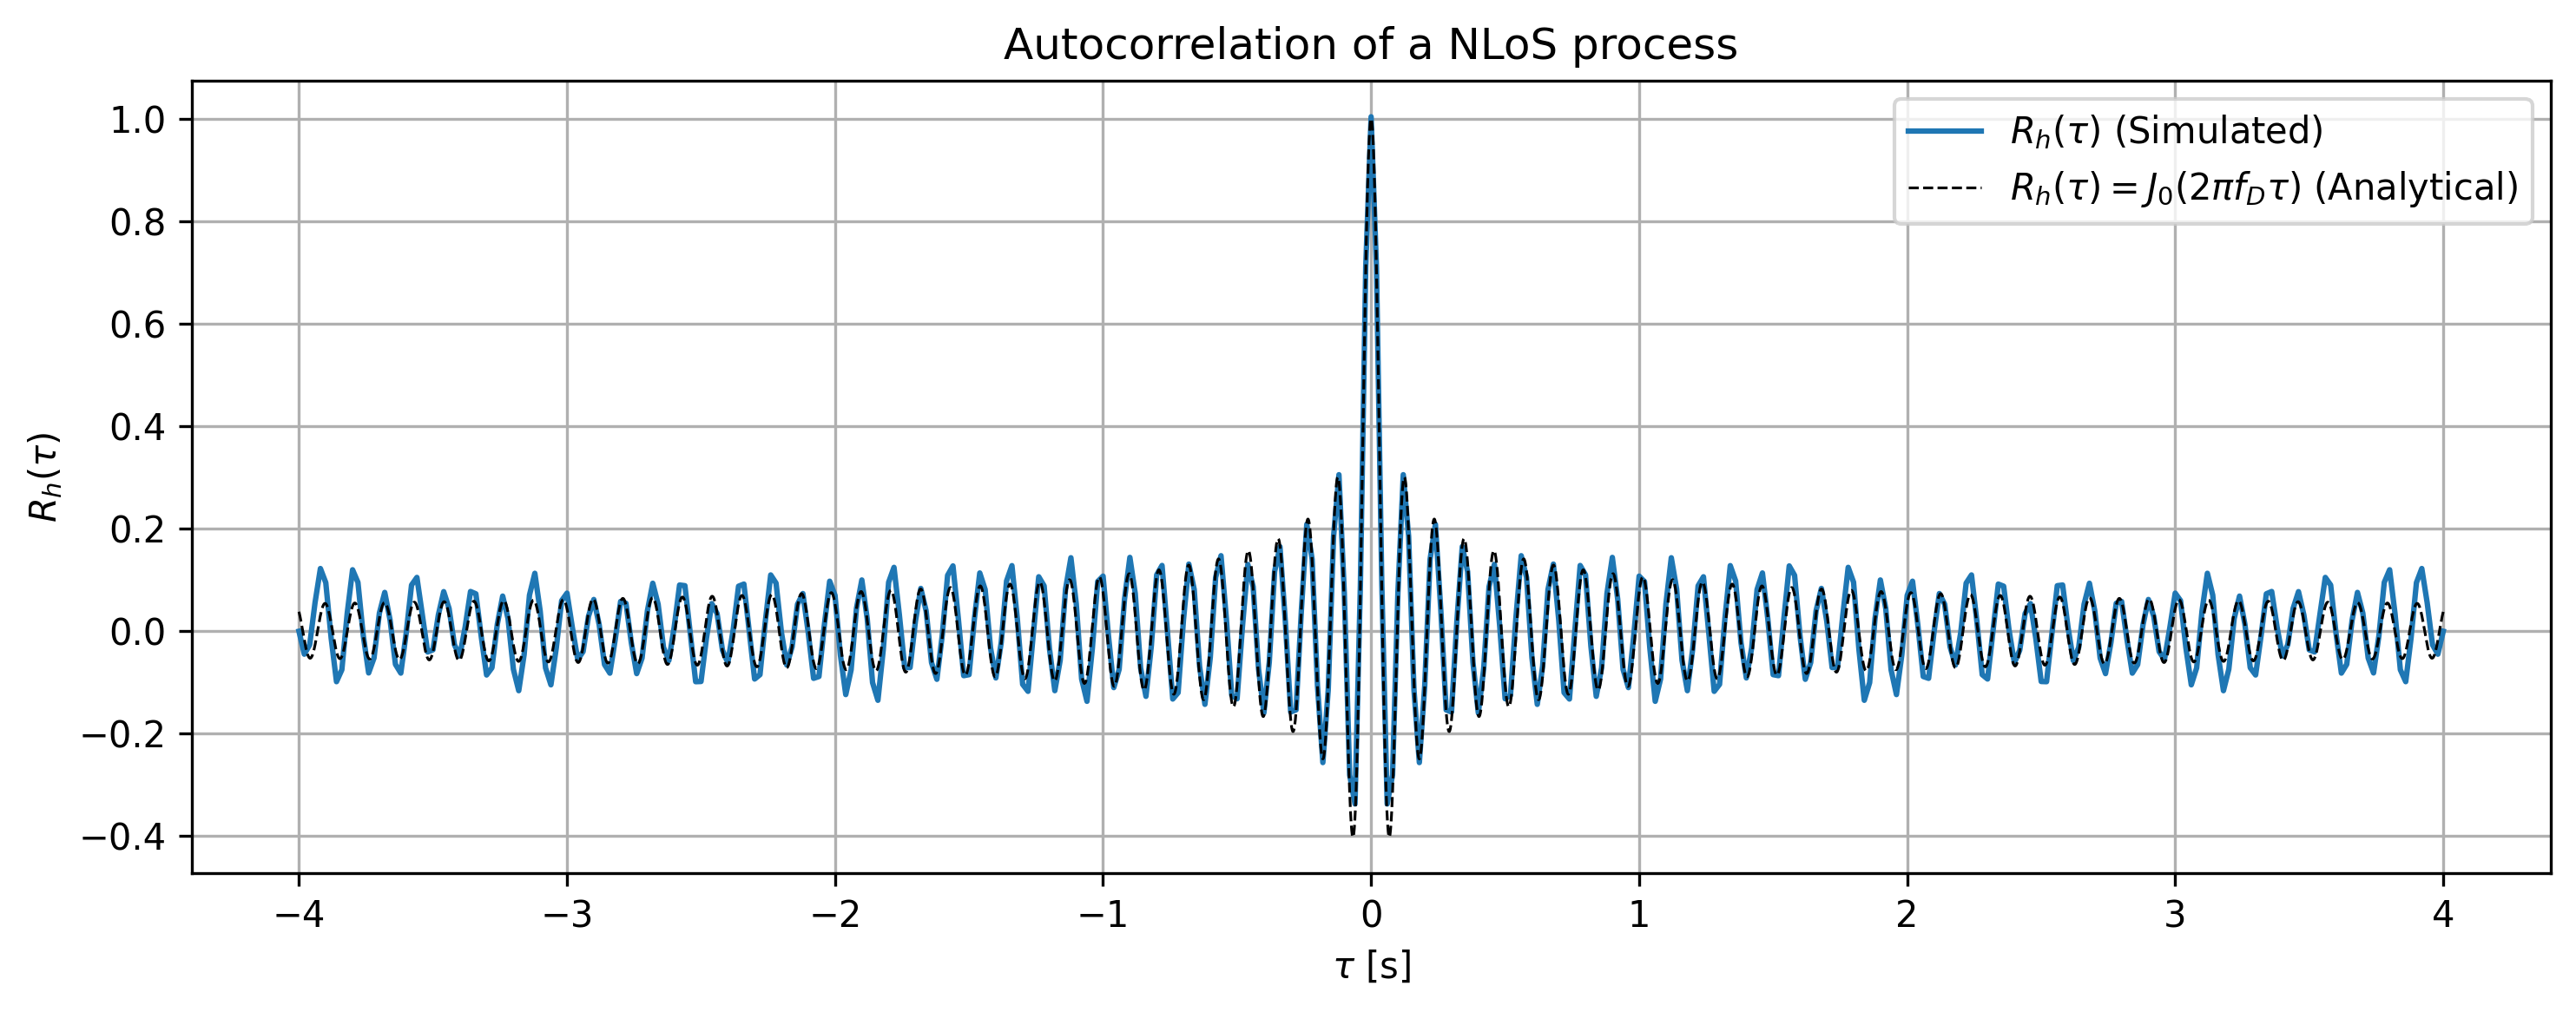 Autocorrelation of a NLoS process
1.0
0.8
0.6
0.4
0.2
0.0
−0.2
−0.4
R_h(τ)
R_h(τ) (Simulated)
R_h(τ) = J_0(2πf_Dτ) (Analytical)
−4 −3 −2 −1 0 1 2 3 4
τ [s]